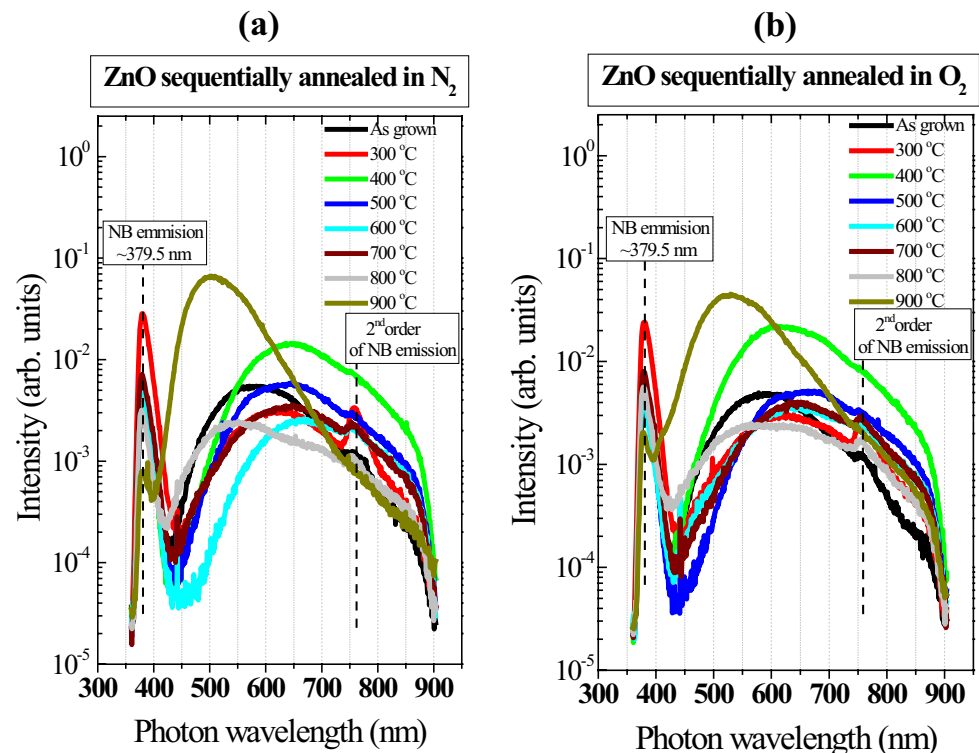 (a)
ZnO sequentially annealed in N₂
As grown
300 °C
400 °C
500 °C
600 °C
700 °C
800 °C
900 °C
NB emmision
~379.5 nm
2ⁿᵈ order
of NB emission
10⁰
10⁻¹
10⁻²
10⁻³
10⁻⁴
10⁻⁵
Intensity (arb. units)
300 400 500 600 700 800 900
Photon wavelength (nm)
(b)
ZnO sequentially annealed in O₂
As grown
300 °C
400 °C
500 °C
600 °C
700 °C
800 °C
900 °C
NB emmision
~379.5 nm
2ⁿᵈ order
of NB emission
10⁰
10⁻¹
10⁻²
10⁻³
10⁻⁴
10⁻⁵
Intensity (arb. units)
300 400 500 600 700 800 900
Photon wavelength (nm)